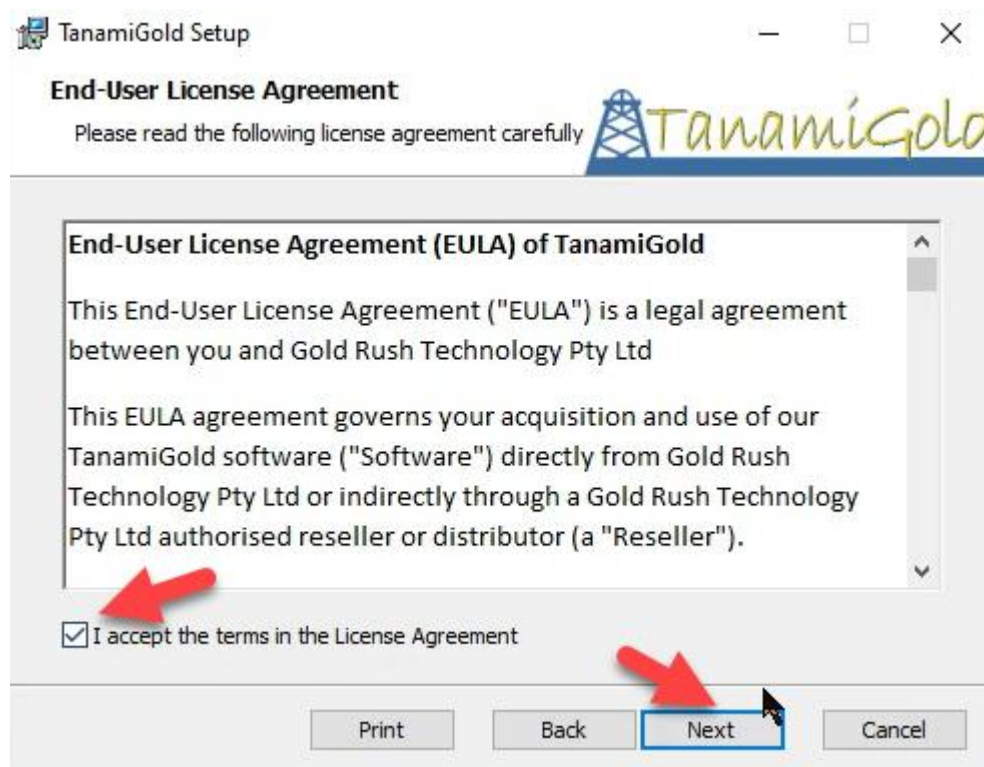 TanamiGold Setup
End-User License Agreement
Please read the following license agreement carefully
TanamiGold
End-User License Agreement (EULA) of TanamiGold
This End-User License Agreement ("EULA") is a legal agreement
between you and Gold Rush Technology Pty Ltd
This EULA agreement governs your acquisition and use of our
TanamiGold software ("Software") directly from Gold Rush
Technology Pty Ltd or indirectly through a Gold Rush Technology
Pty Ltd authorised reseller or distributor (a "Reseller").
I accept the terms in the License Agreement
Print Back Next Cancel